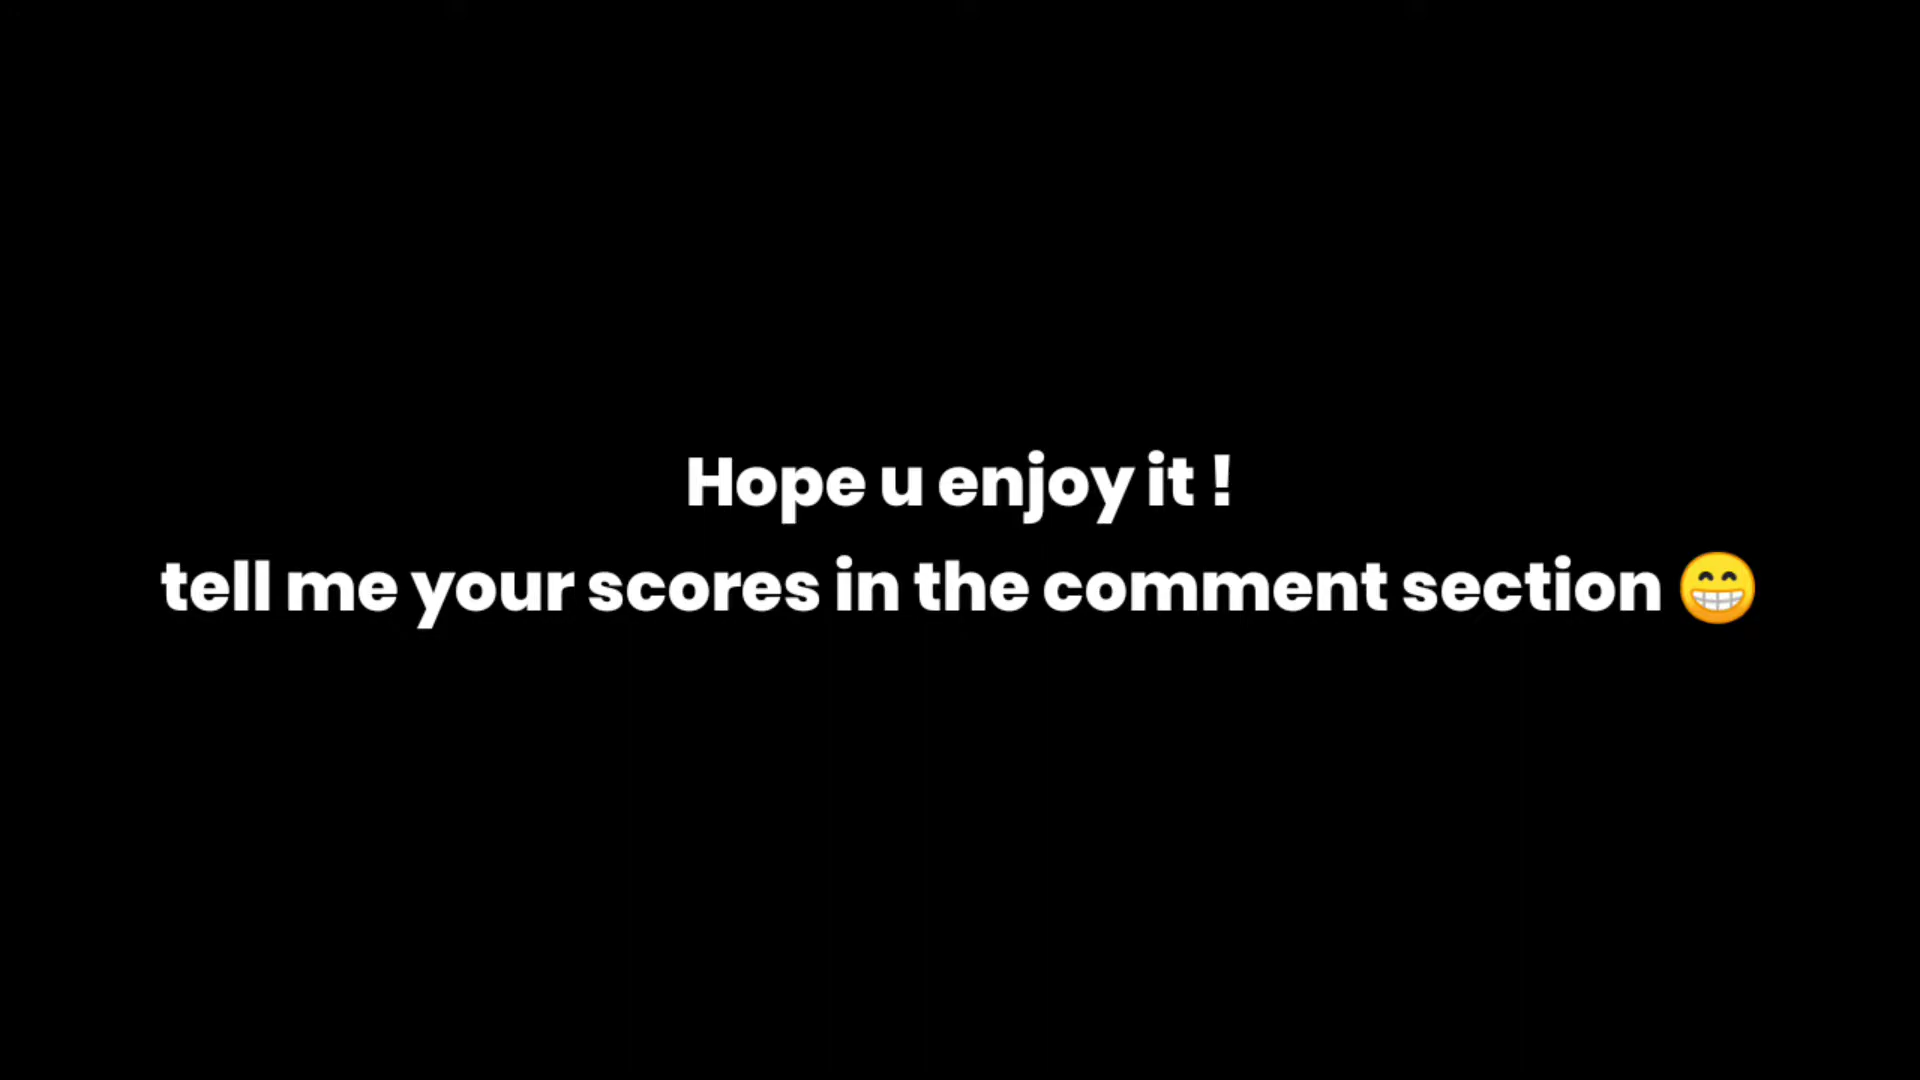 Hope u enjoy it !
tell me your scores in the comment section 😁